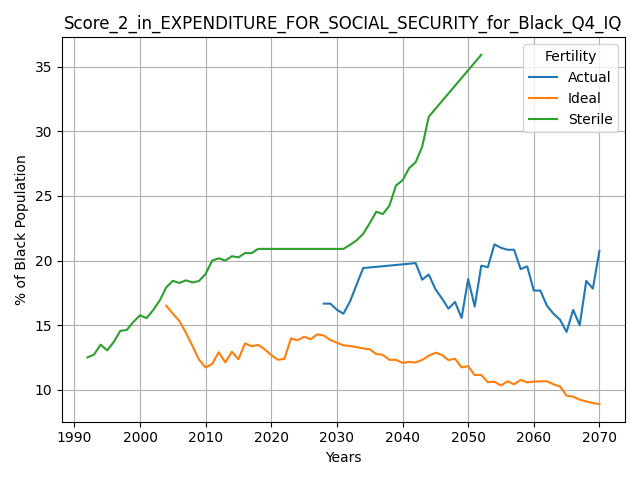 Score_2_in_EXPENDITURE_FOR_SOCIAL_SECURITY_for_Black_Q4_IQ
Fertility
Actual
Ideal
Sterile
% of Black Population
35
30
25
20
15
10
1990 2000 2010 2020 2030 2040 2050 2060 2070
Years